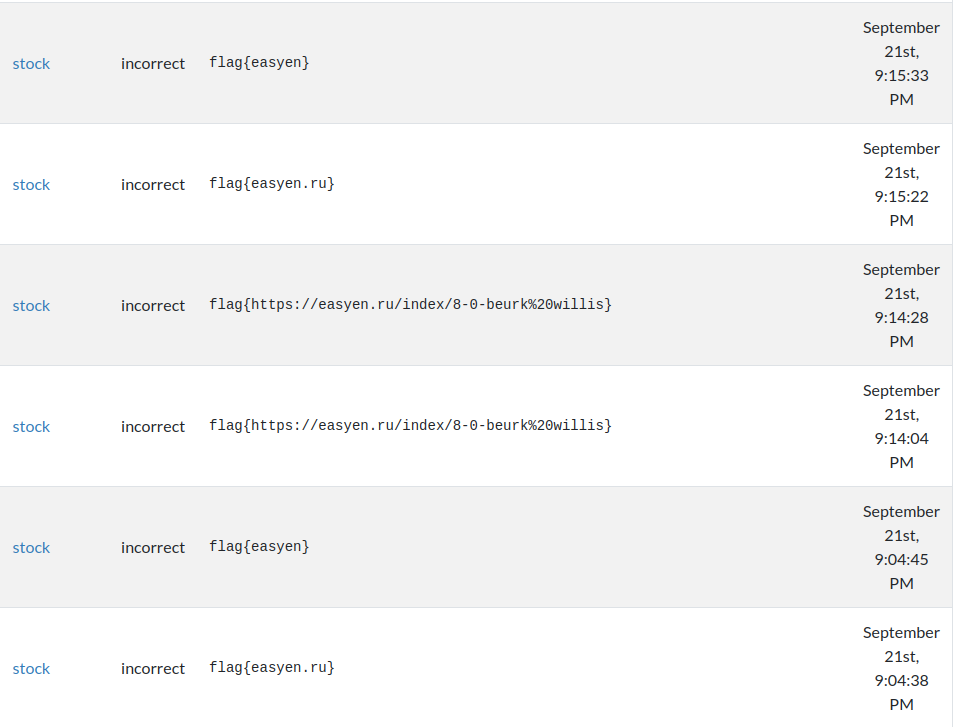 stock incorrect flag{easyen} September
21st,
9:15:33
PM
stock incorrect flag{easyen.ru} September
21st,
9:15:22
PM
stock incorrect flag{https://easyen.ru/index/8-0-beurk%20willis} September
21st,
9:14:28
PM
stock incorrect flag{https://easyen.ru/index/8-0-beurk%20willis} September
21st,
9:14:04
PM
stock incorrect flag{easyen} September
21st,
9:04:45
PM
stock incorrect flag{easyen.ru} September
21st,
9:04:38
PM